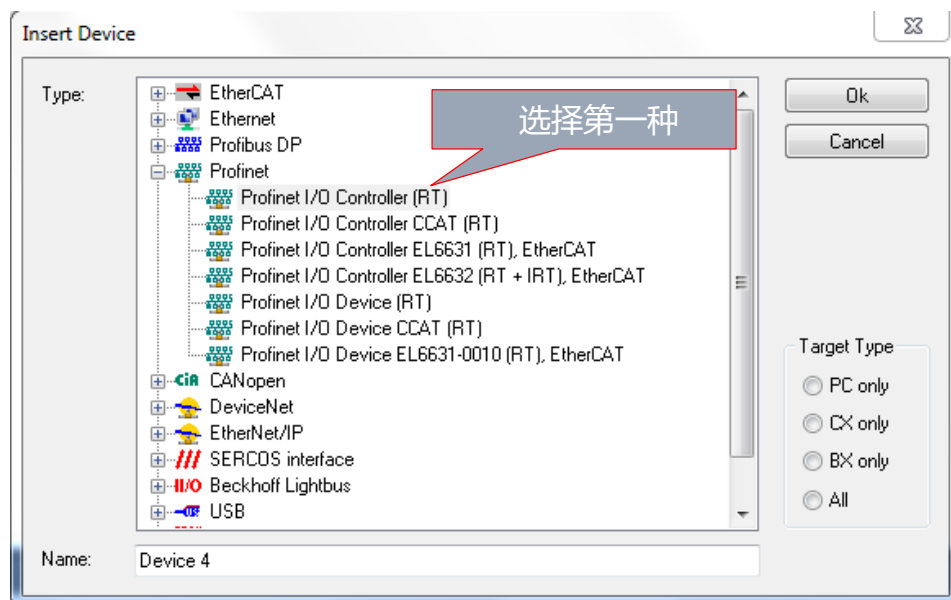 Insert Device
Type:
EtherCAT
Ethernet
Profibus DP
Profinet
Profinet I/O Controller (RT)
Profinet I/O Controller CCAT (RT)
Profinet I/O Controller EL6631 (RT), EtherCAT
Profinet I/O Controller EL6632 (RT + IRT), EtherCAT
Profinet I/O Device (RT)
Profinet I/O Device CCAT (RT)
Profinet I/O Device EL6631-0010 (RT), EtherCAT
CiA CANopen
DeviceNet
EtherNet/IP
SERCOS interface
II/O Beckhoff Lightbus
USB
选择第一种
Ok
Cancel
Target Type
PC only
CX only
BX only
All
Name:
Device 4